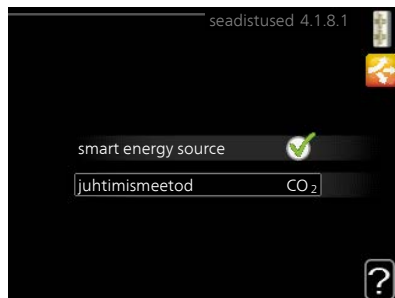 seadistused 4.1.8.1
smart energy source
juhtimismeetod CO₂
?